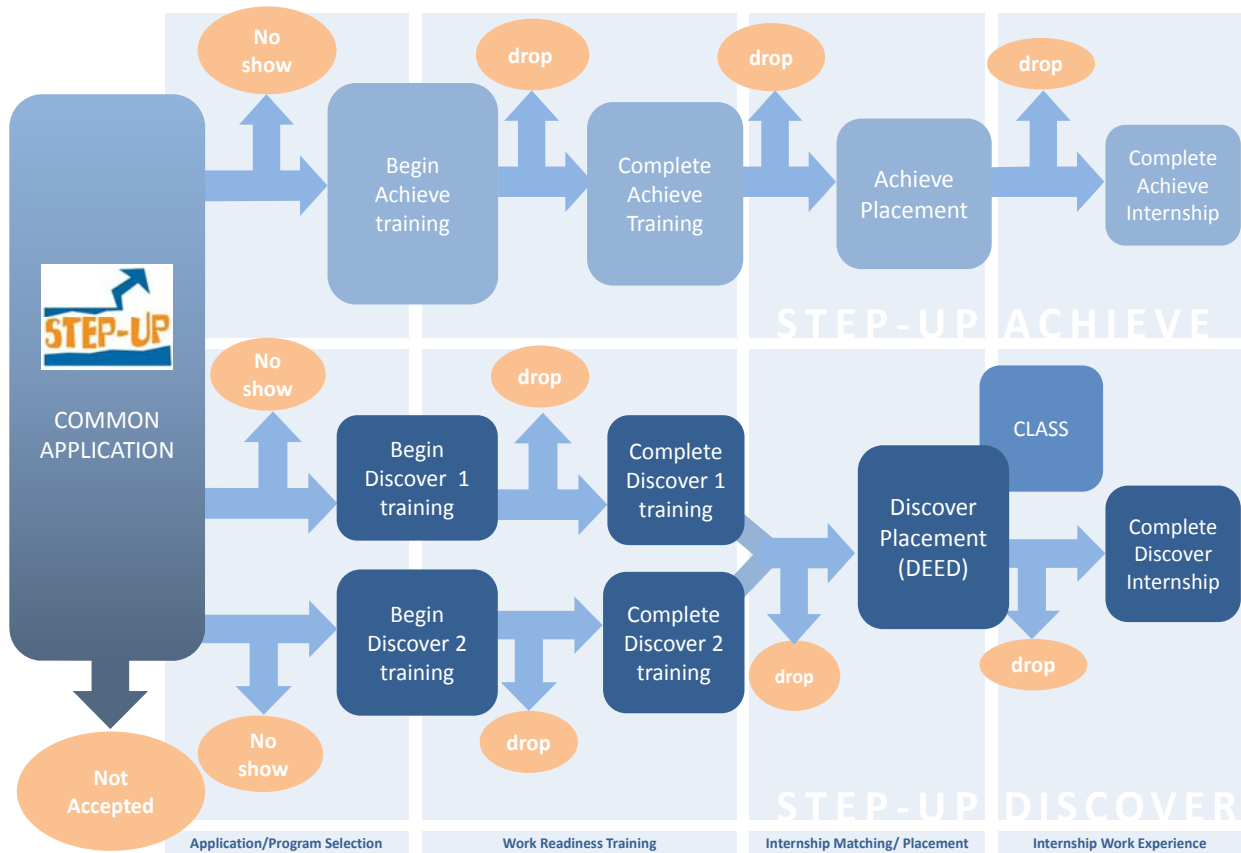 No
show
drop
drop
drop
Begin
Achieve
training
Complete
Achieve
Training
Achieve
Placement
Complete
Achieve
Internship
STEP-UP ACHIEVE
STEP-UP
COMMON
APPLICATION
No
show
drop
Begin
Discover 1
training
Complete
Discover 1
training
CLASS
Discover
Placement
(DEED)
Complete
Discover
Internship
Begin
Discover 2
training
Complete
Discover 2
training
drop
drop
No
show
drop
Not
Accepted
STEP-UP DISCOVER
Application/Program Selection
Work Readiness Training
Internship Matching/ Placement
Internship Work Experience